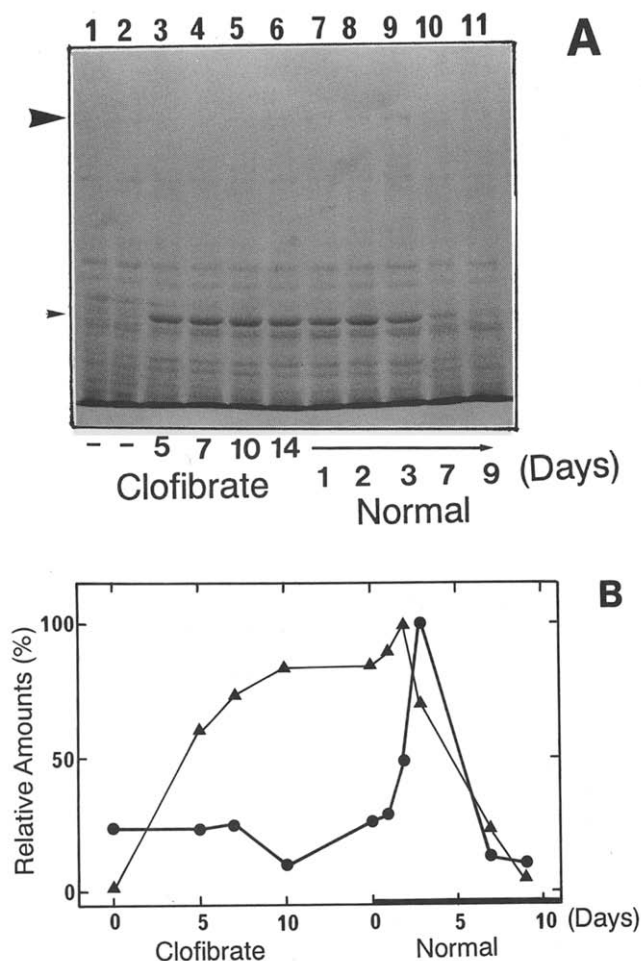 A
1 2 3 4 5 6 7 8 9 10 11
– – 5 7 10 14 1 2 3 7 9 (Days)
Clofibrate Normal
B
Relative Amounts (%)
100
50
0
0 5 10 0 5 10 (Days)
Clofibrate Normal